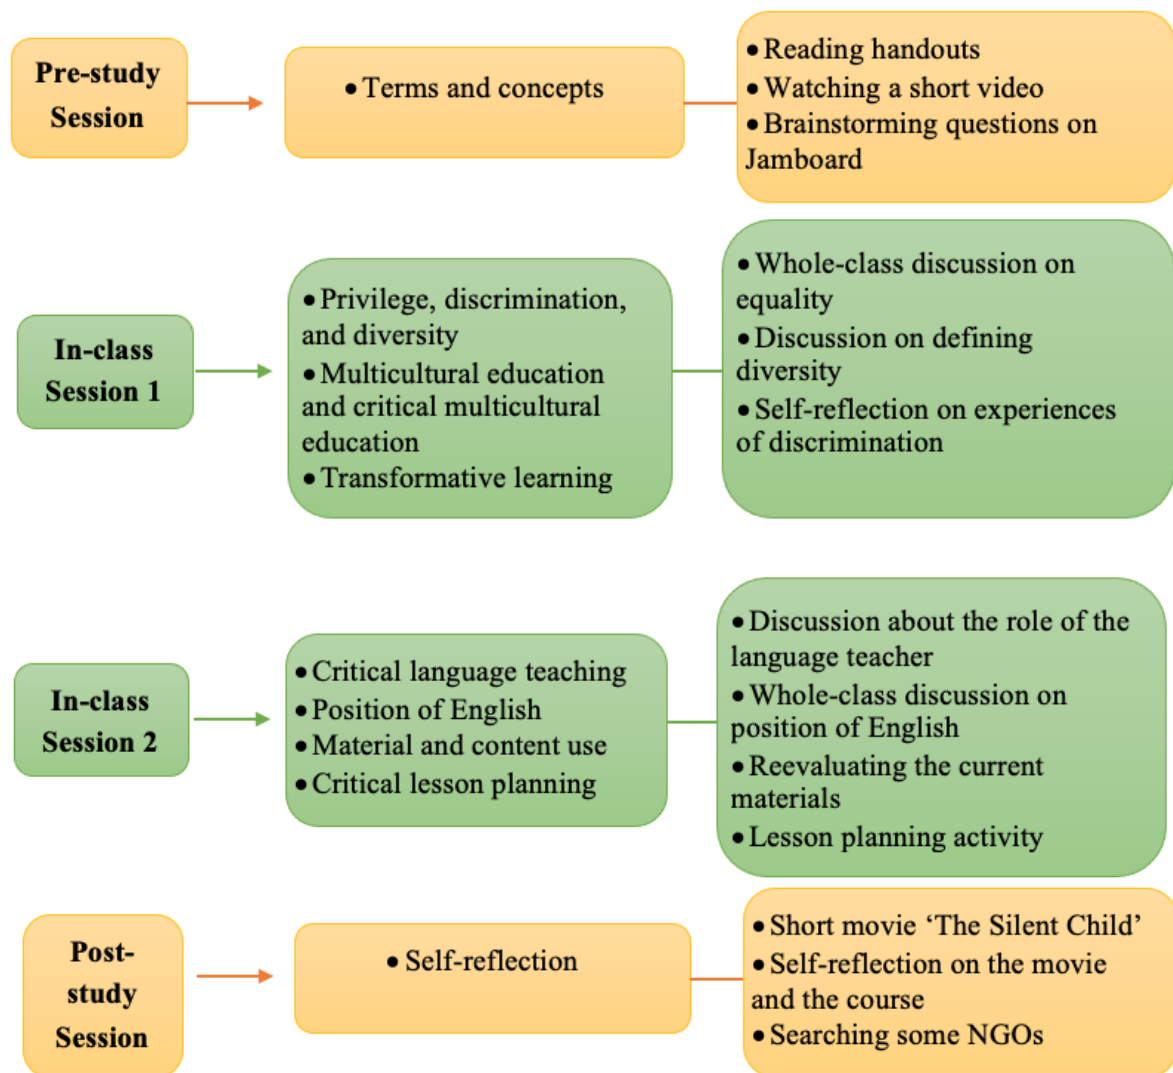 Pre-study
Session
• Terms and concepts
• Reading handouts
• Watching a short video
• Brainstorming questions on
Jamboard
In-class
Session 1
• Privilege, discrimination,
and diversity
• Multicultural education
and critical multicultural
education
• Transformative learning
• Whole-class discussion on
equality
• Discussion on defining
diversity
• Self-reflection on experiences
of discrimination
In-class
Session 2
• Critical language teaching
• Position of English
• Material and content use
• Critical lesson planning
• Discussion about the role of the
language teacher
• Whole-class discussion on
position of English
• Reevaluating the current
materials
• Lesson planning activity
Post-
study
Session
• Self-reflection
• Short movie ‘The Silent Child’
• Self-reflection on the movie
and the course
• Searching some NGOs